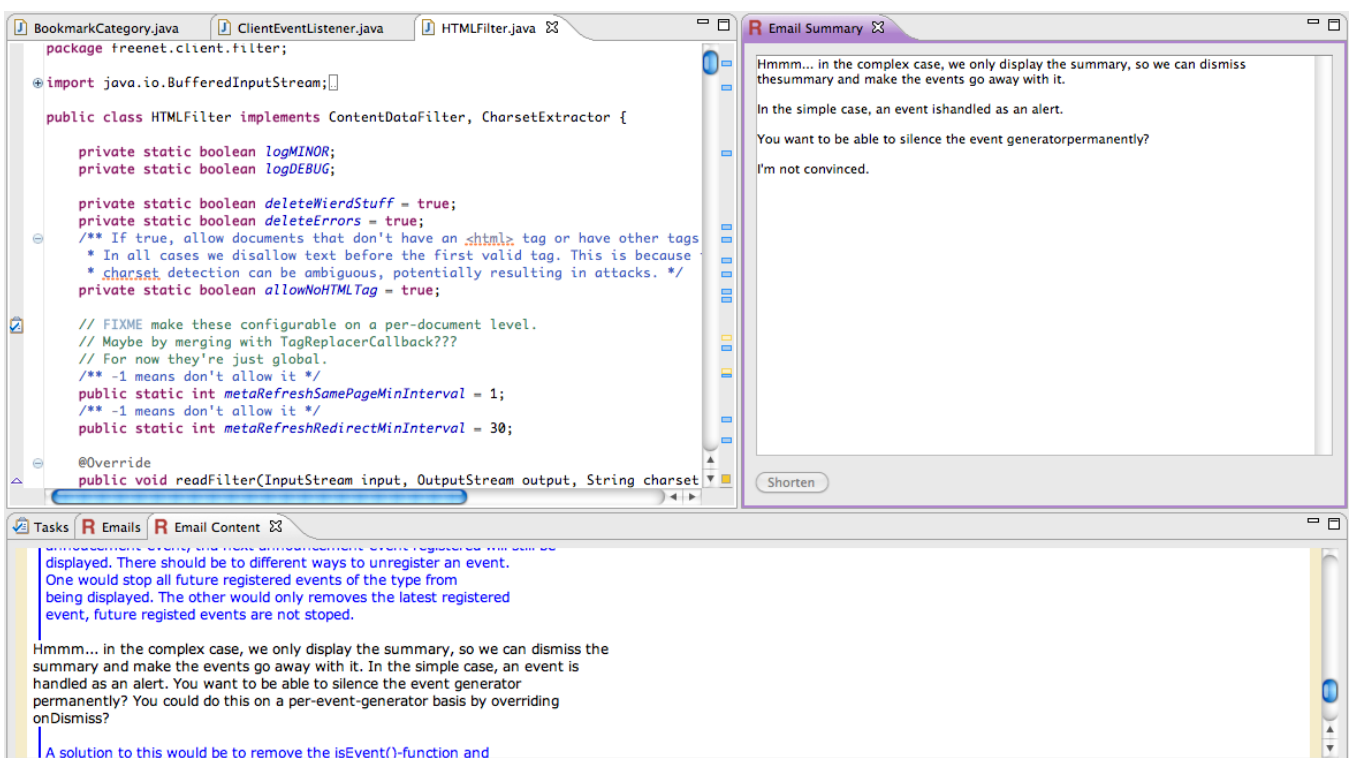 BookmarkCategory.java
ClientEventListener.java
HTMLFilter.java
package freenet.client.filter;
import java.io.BufferedInputStream;
public class HTMLFilter implements ContentDataFilter, CharsetExtractor {
private static boolean logMINOR;
private static boolean logDEBUG;
private static boolean deleteWierdStuff = true;
private static boolean deleteErrors = true;
/** If true, allow documents that don't have an <html> tag or have other tags
* In all cases we disallow text before the first valid tag. This is because
* charset detection can be ambiguous, potentially resulting in attacks. */
private static boolean allowNoHTMLTag = true;
// FIXME make these configurable on a per-document level.
// Maybe by merging with TagReplacerCallback???
// For now they're just global.
/** -1 means don't allow it */
public static int metaRefreshSamePageMinInterval = 1;
/** -1 means don't allow it */
public static int metaRefreshRedirectMinInterval = 30;
@Override
public void readFilter(InputStream input, OutputStream output, String charset
R Email Summary
Hmmm... in the complex case, we only display the summary, so we can dismiss
thesummary and make the events go away with it.
In the simple case, an event ishandled as an alert.
You want to be able to silence the event generatorpermanently?
I'm not convinced.
Shorten
Tasks
R Emails
R Email Content
annoucement-event, thd next announcement-event registered will still be
displayed. There should be to different ways to unregister an event.
One would stop all future registered events of the type from
being displayed. The other would only removes the latest registered
event, future registed events are not stoped.
Hmmm... in the complex case, we only display the summary, so we can dismiss the
summary and make the events go away with it. In the simple case, an event is
handled as an alert. You want to be able to silence the event generator
permanently? You could do this on a per-event-generator basis by overriding
onDismiss?
A solution to this would be to remove the isEvent()-function and